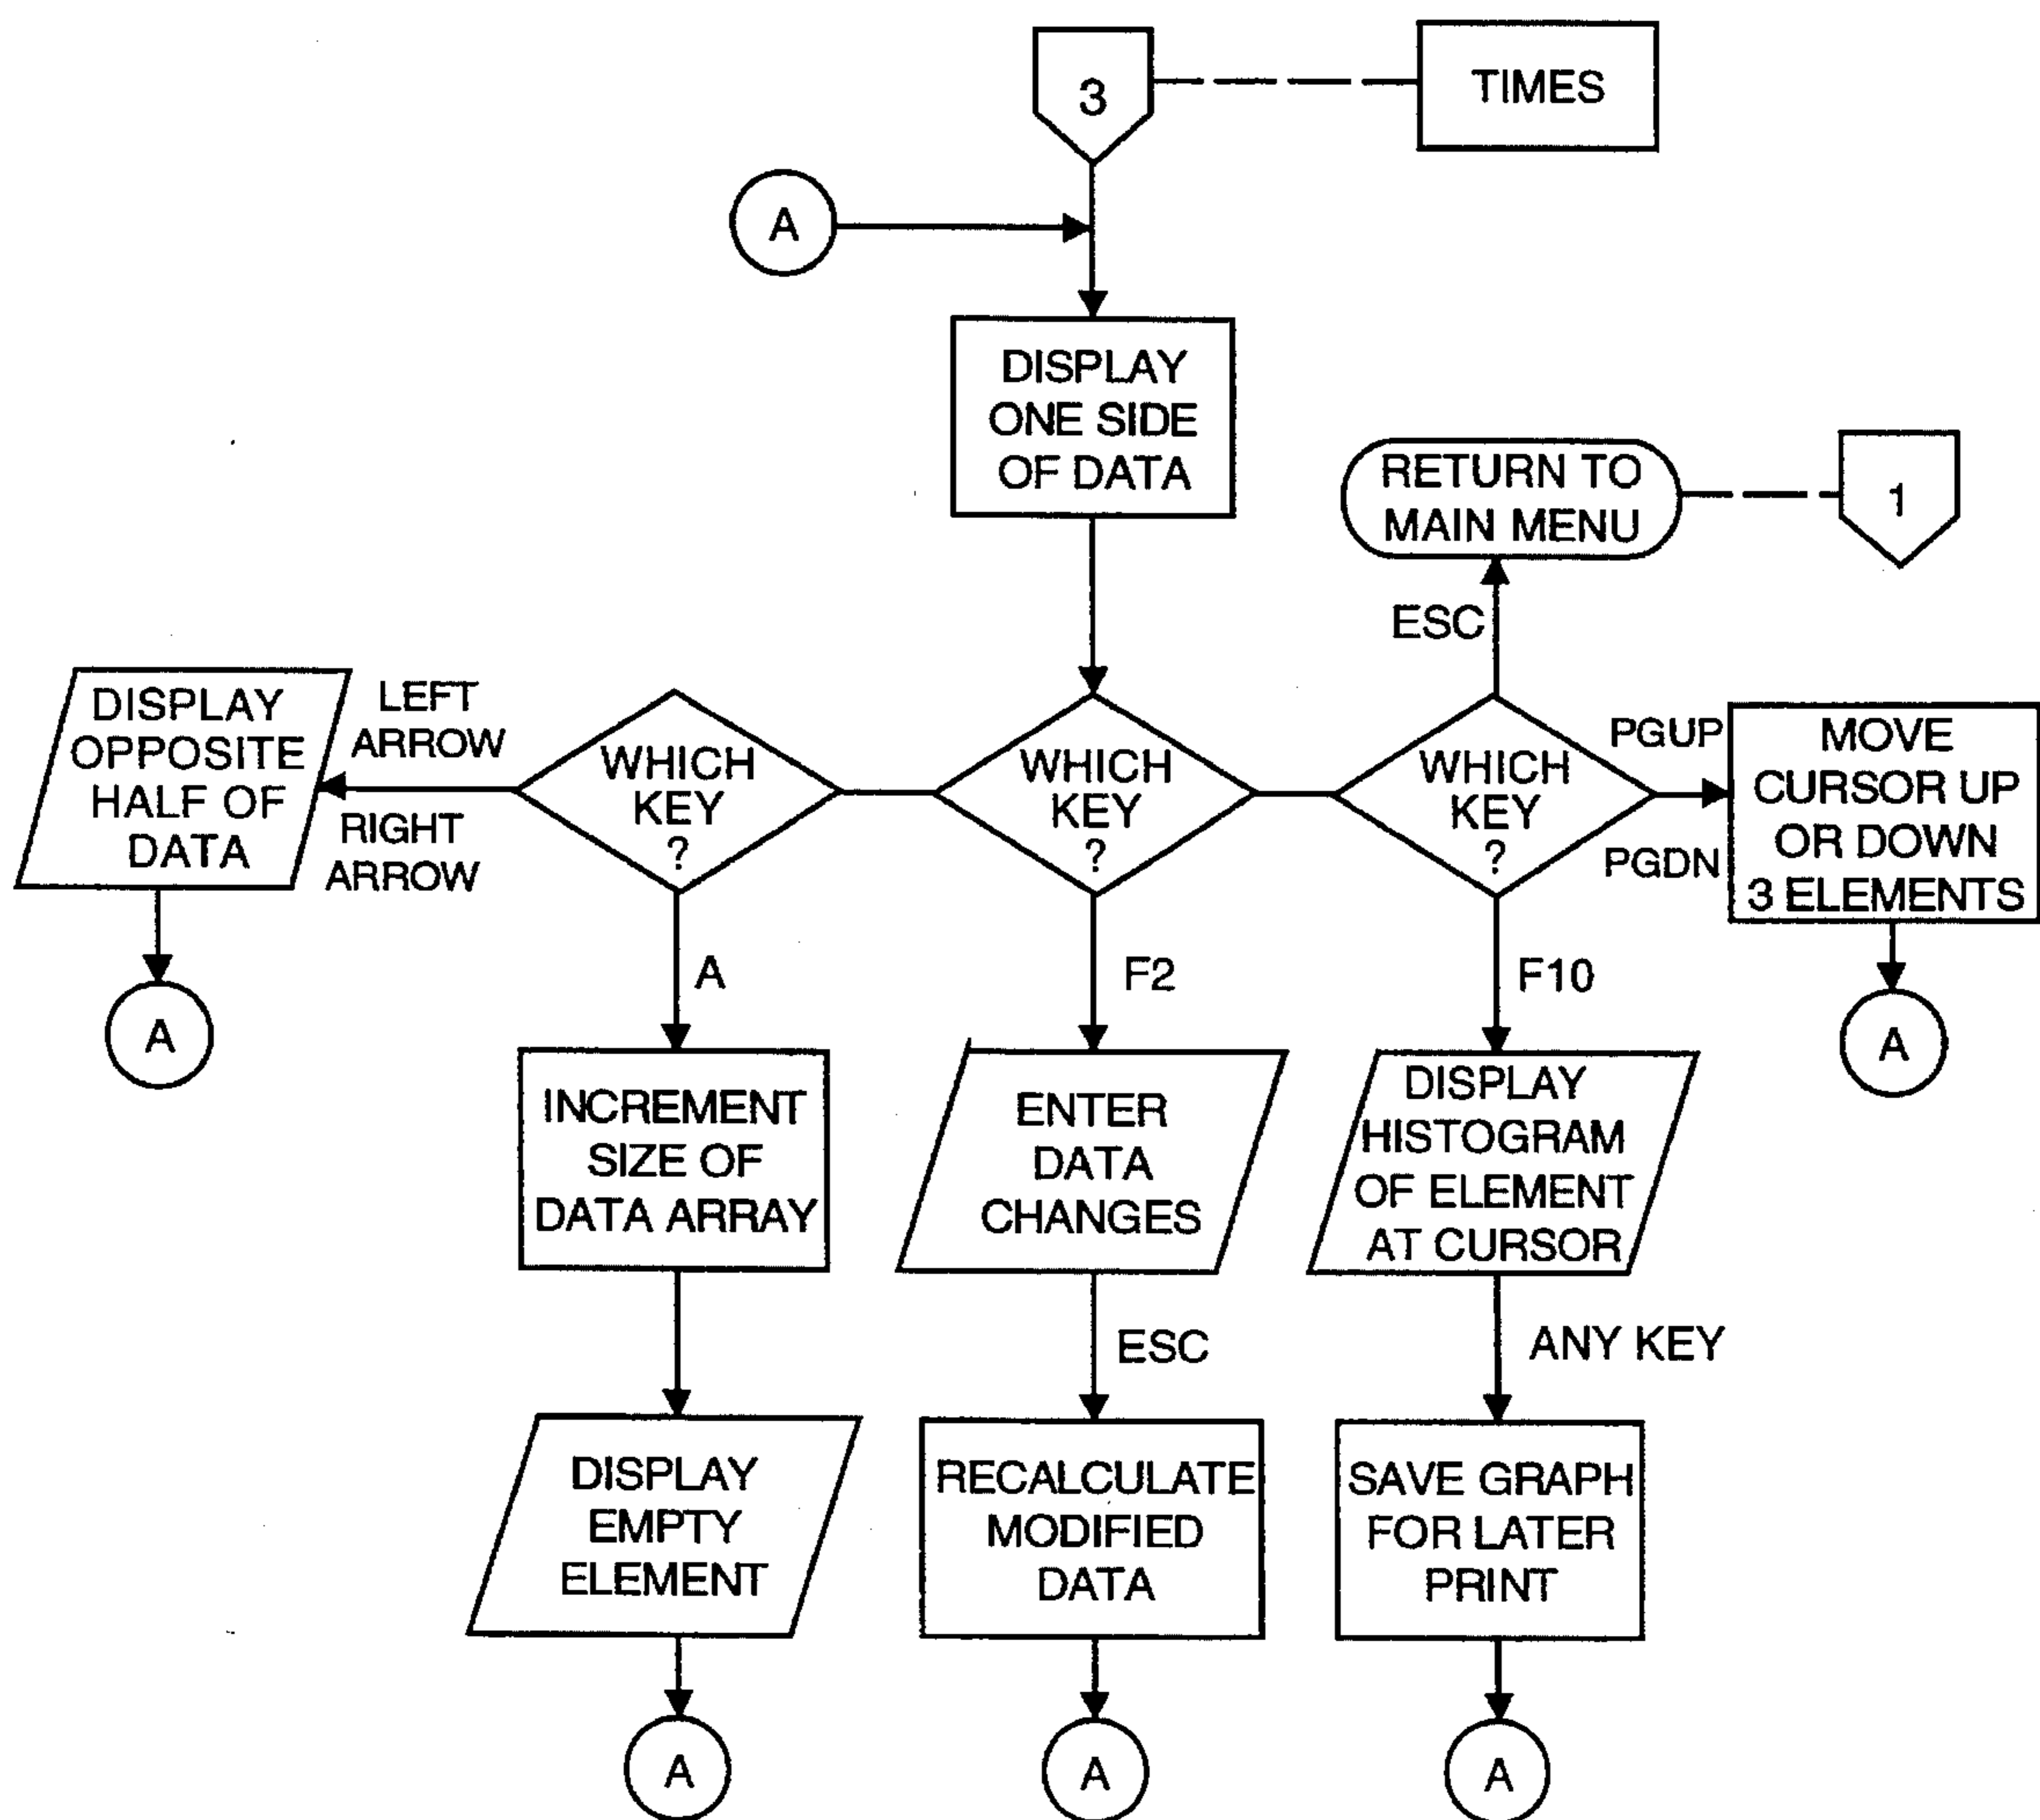 3
TIMES
A
DISPLAY
ONE SIDE
OF DATA
RETURN TO
MAIN MENU
1
ESC
DISPLAY
OPPOSITE
HALF OF
DATA
LEFT
ARROW
RIGHT
ARROW
WHICH
KEY
?
WHICH
KEY
?
WHICH
KEY
?
PGUP
PGDN
MOVE
CURSOR UP
OR DOWN
3 ELEMENTS
A
A
F2
F10
A
INCREMENT
SIZE OF
DATA ARRAY
ENTER
DATA
CHANGES
DISPLAY
HISTOGRAM
OF ELEMENT
AT CURSOR
ESC
ANY KEY
DISPLAY
EMPTY
ELEMENT
RECALCULATE
MODIFIED
DATA
SAVE GRAPH
FOR LATER
PRINT
A
A
A